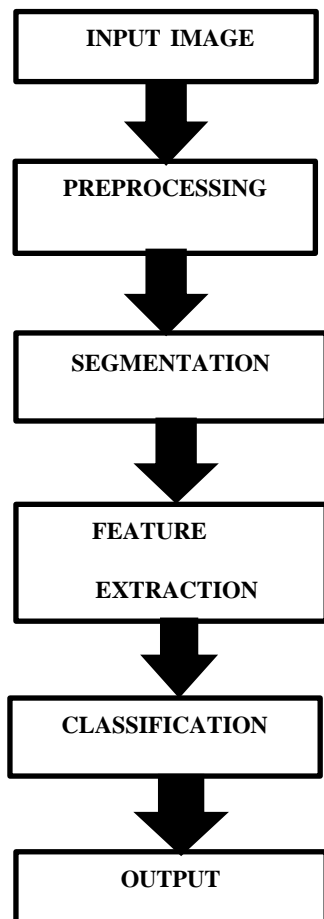 INPUT IMAGE
PREPROCESSING
SEGMENTATION
FEATURE
EXTRACTION
CLASSIFICATION
OUTPUT